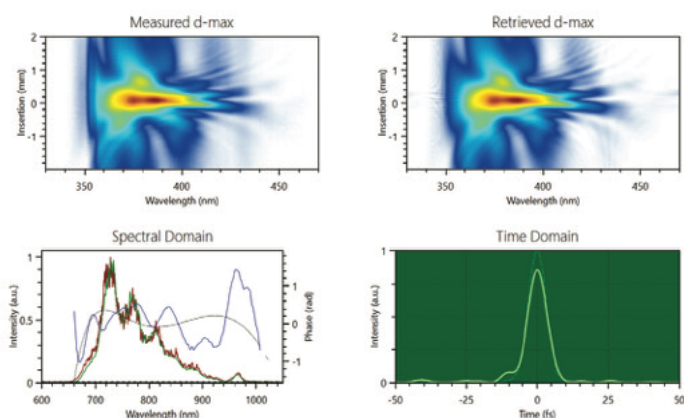 Measured d-max
Retrieved d-max
Insertion (mm)
2
1
0
-1
350
400
450
Wavelength (nm)
Insertion (mm)
2
1
0
-1
350
400
450
Wavelength (nm)
Spectral Domain
Time Domain
Intensity (a.u.)
1
0.5
0
600
700
800
900
1000
Wavelength (nm)
1
0
-1
Phase (rad)
Intensity (a.u.)
1
0
-50
-25
0
25
50
Time (fs)